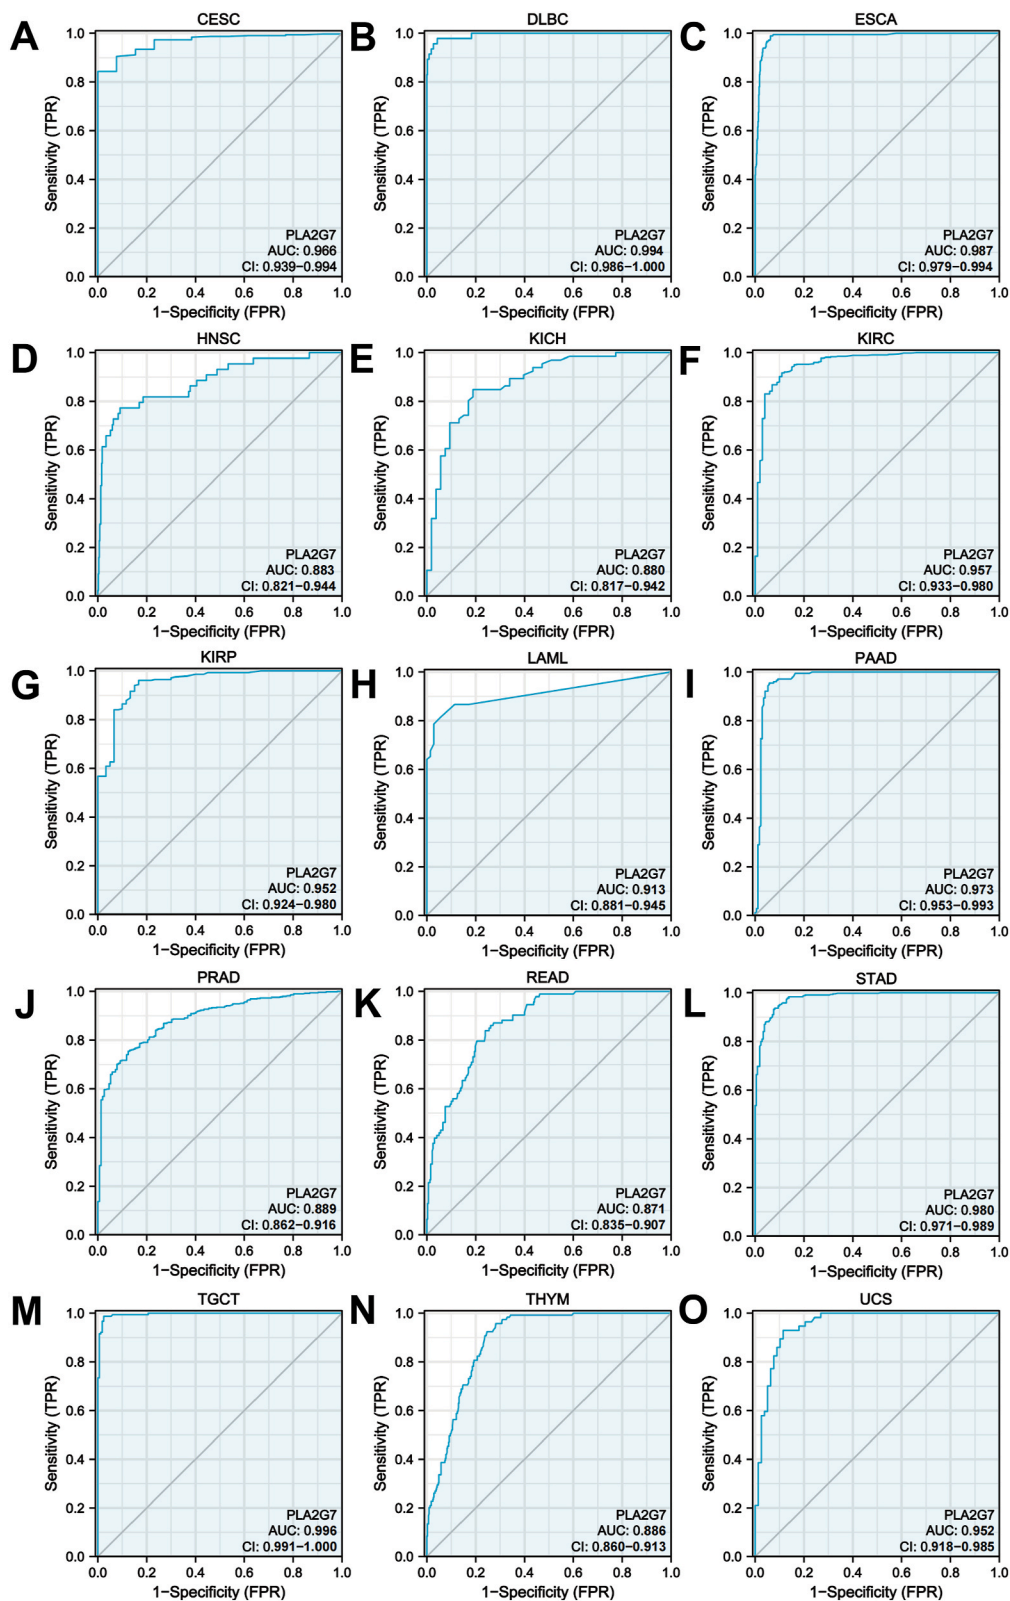 A
CESC
Sensitivity (TPR)
1.0
0.8
0.6
0.4
0.2
0.0
PLA2G7
AUC: 0.966
CI: 0.939−0.994
0.0 0.2 0.4 0.6 0.8 1.0
1−Specificity (FPR)
B
DLBC
Sensitivity (TPR)
1.0
0.8
0.6
0.4
0.2
0.0
PLA2G7
AUC: 0.994
CI: 0.986−1.000
0.0 0.2 0.4 0.6 0.8 1.0
1−Specificity (FPR)
C
ESCA
Sensitivity (TPR)
1.0
0.8
0.6
0.4
0.2
0.0
PLA2G7
AUC: 0.987
CI: 0.979−0.994
0.0 0.2 0.4 0.6 0.8 1.0
1−Specificity (FPR)
D
HNSC
Sensitivity (TPR)
1.0
0.8
0.6
0.4
0.2
0.0
PLA2G7
AUC: 0.883
CI: 0.821−0.944
0.0 0.2 0.4 0.6 0.8 1.0
1−Specificity (FPR)
E
KICH
Sensitivity (TPR)
1.0
0.8
0.6
0.4
0.2
0.0
PLA2G7
AUC: 0.880
CI: 0.817−0.942
0.0 0.2 0.4 0.6 0.8 1.0
1−Specificity (FPR)
F
KIRC
Sensitivity (TPR)
1.0
0.8
0.6
0.4
0.2
0.0
PLA2G7
AUC: 0.957
CI: 0.933−0.980
0.0 0.2 0.4 0.6 0.8 1.0
1−Specificity (FPR)
G
KIRP
Sensitivity (TPR)
1.0
0.8
0.6
0.4
0.2
0.0
PLA2G7
AUC: 0.952
CI: 0.924−0.980
0.0 0.2 0.4 0.6 0.8 1.0
1−Specificity (FPR)
H
LAML
Sensitivity (TPR)
1.0
0.8
0.6
0.4
0.2
0.0
PLA2G7
AUC: 0.913
CI: 0.881−0.945
0.0 0.2 0.4 0.6 0.8 1.0
1−Specificity (FPR)
I
PAAD
Sensitivity (TPR)
1.0
0.8
0.6
0.4
0.2
0.0
PLA2G7
AUC: 0.973
CI: 0.953−0.993
0.0 0.2 0.4 0.6 0.8 1.0
1−Specificity (FPR)
J
PRAD
Sensitivity (TPR)
1.0
0.8
0.6
0.4
0.2
0.0
PLA2G7
AUC: 0.889
CI: 0.862−0.916
0.0 0.2 0.4 0.6 0.8 1.0
1−Specificity (FPR)
K
READ
Sensitivity (TPR)
1.0
0.8
0.6
0.4
0.2
0.0
PLA2G7
AUC: 0.871
CI: 0.835−0.907
0.0 0.2 0.4 0.6 0.8 1.0
1−Specificity (FPR)
L
STAD
Sensitivity (TPR)
1.0
0.8
0.6
0.4
0.2
0.0
PLA2G7
AUC: 0.980
CI: 0.971−0.989
0.0 0.2 0.4 0.6 0.8 1.0
1−Specificity (FPR)
M
TGCT
Sensitivity (TPR)
1.0
0.8
0.6
0.4
0.2
0.0
PLA2G7
AUC: 0.996
CI: 0.991−1.000
0.0 0.2 0.4 0.6 0.8 1.0
1−Specificity (FPR)
N
THYM
Sensitivity (TPR)
1.0
0.8
0.6
0.4
0.2
0.0
PLA2G7
AUC: 0.886
CI: 0.860−0.913
0.0 0.2 0.4 0.6 0.8 1.0
1−Specificity (FPR)
O
UCS
Sensitivity (TPR)
1.0
0.8
0.6
0.4
0.2
0.0
PLA2G7
AUC: 0.952
CI: 0.918−0.985
0.0 0.2 0.4 0.6 0.8 1.0
1−Specificity (FPR)